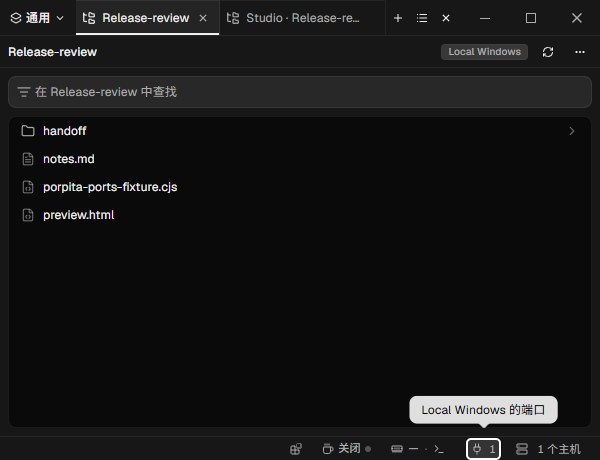 通用 Release-review Studio · Release-re...
Release-review Local Windows
在 Release-review 中查找
handoff
notes.md
porpita-ports-fixture.cjs
preview.html
Local Windows 的端口
关闭 — · 1 1 个主机